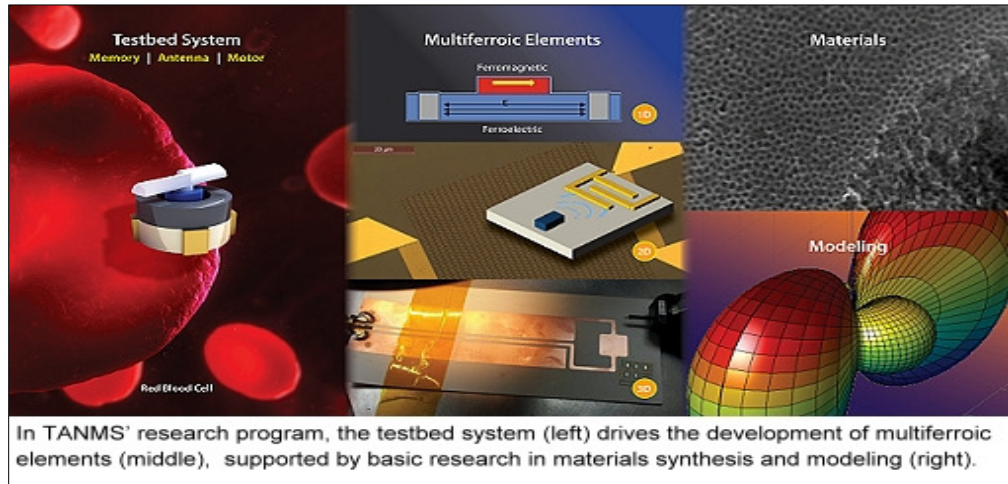 Testbed System
Memory | Antenna | Motor
Red Blood Cell
Multiferroic Elements
Ferromagnetic
E
Ferroelectric
1D
20 µm
2D
3D
Materials
Modeling
In TANMS' research program, the testbed system (left) drives the development of multiferroic
elements (middle), supported by basic research in materials synthesis and modeling (right).